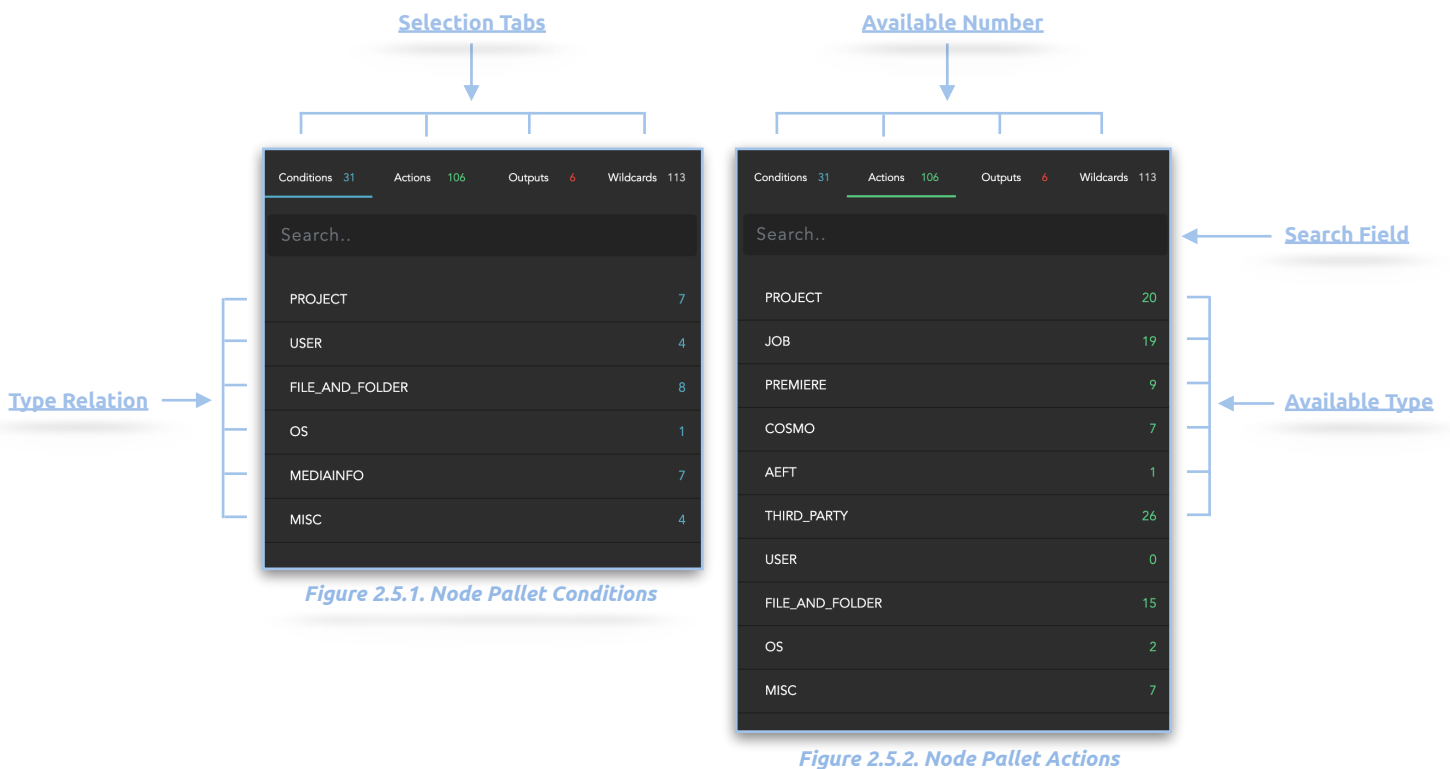 Selection Tabs
Available Number
Conditions 31 Actions 106 Outputs 6 Wildcards 113
Search..
PROJECT 7
USER 4
FILE_AND_FOLDER 8
OS 1
MEDIAINFO 7
MISC 4
Type Relation
Figure 2.5.1. Node Pallet Conditions
Conditions 31 Actions 106 Outputs 6 Wildcards 113
Search..
PROJECT 20
JOB 19
PREMIERE 9
COSMO 7
AEFT 1
THIRD_PARTY 26
USER 0
FILE_AND_FOLDER 15
OS 2
MISC 7
Search Field
Available Type
Figure 2.5.2. Node Pallet Actions